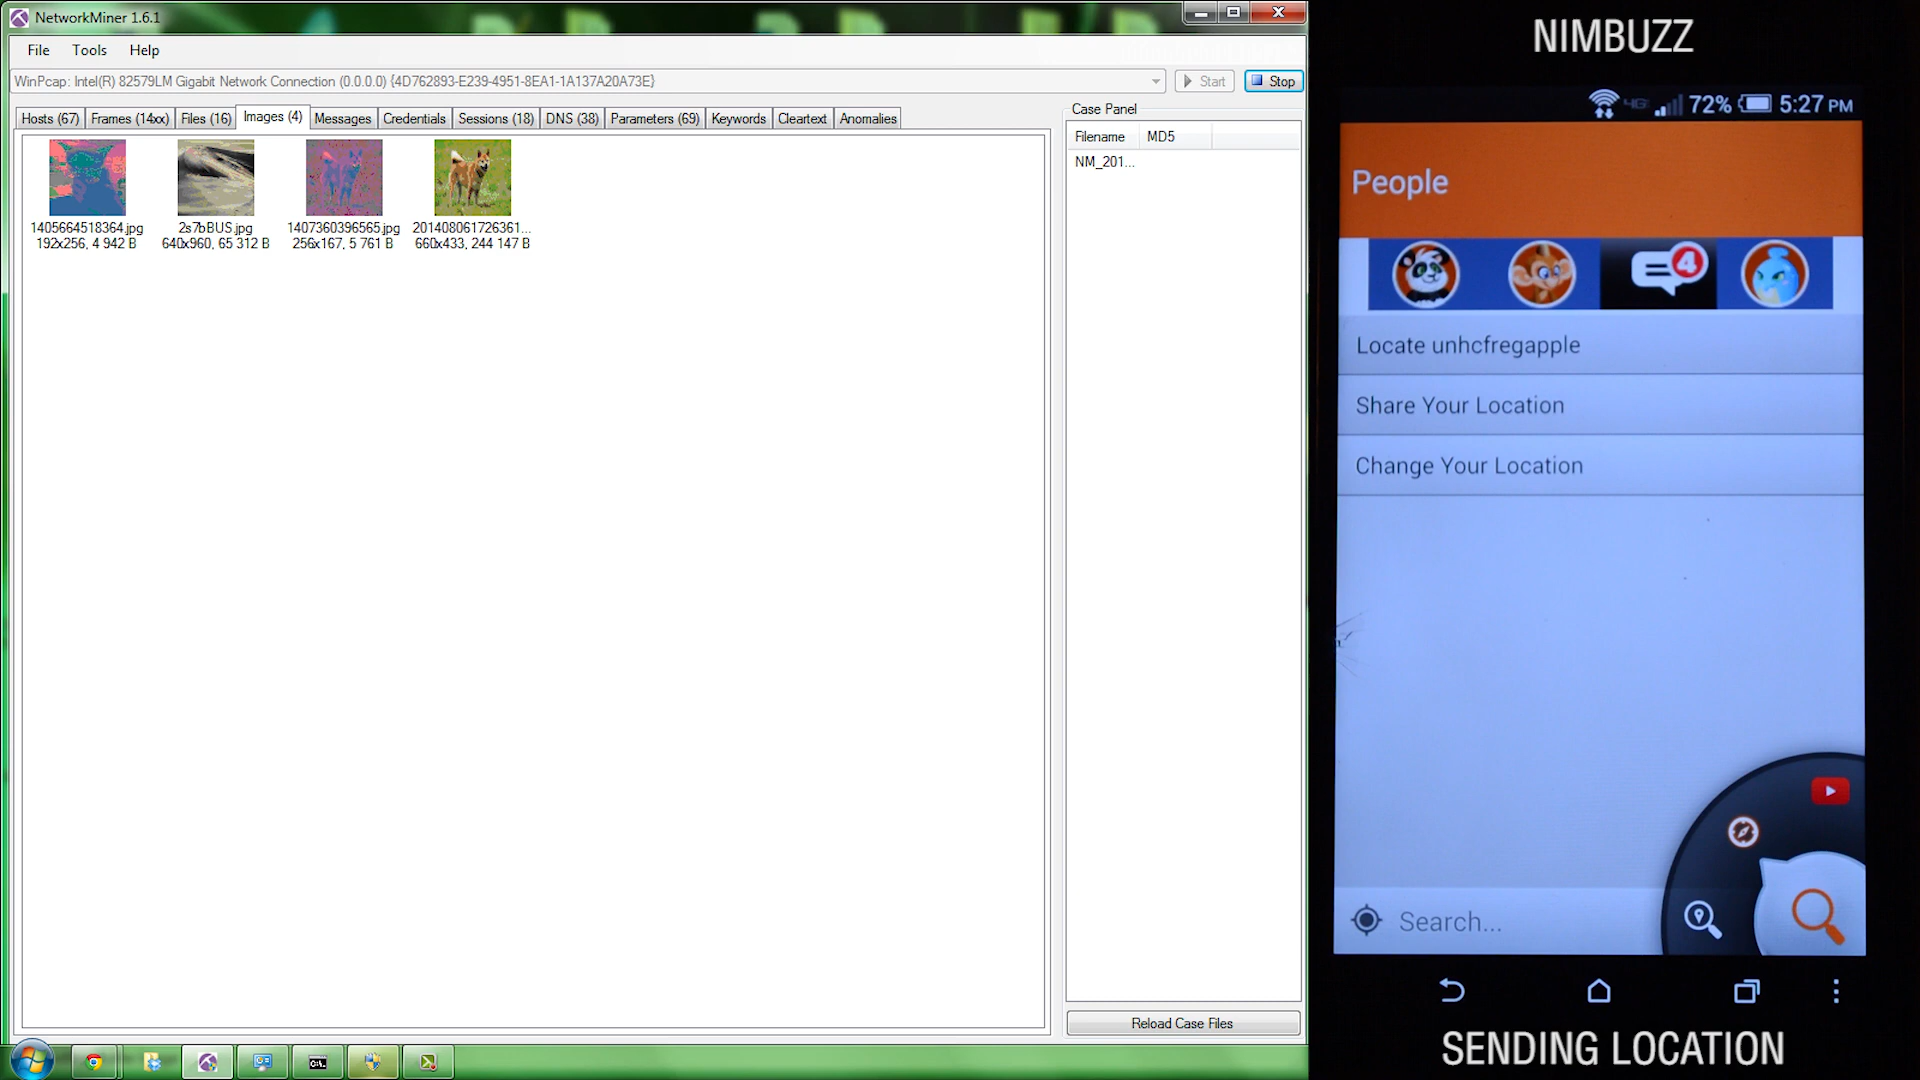 NetworkMiner 1.6.1
File Tools Help
WinPcap: Intel(R) 82579LM Gigabit Network Connection (0.0.0.0) {4D762893-E239-4951-8EA1-1A137A20A73E}
Start
Stop
Hosts (67) Frames (14xx) Files (16) Images (4) Messages Credentials Sessions (18) DNS (38) Parameters (69) Keywords Cleartext Anomalies
1405664518364.jpg
192x256, 4 942 B
2s7bBUS.jpg
640x960, 65 312 B
1407360396565.jpg
256x167, 5 761 B
201408061726361...
660x433, 244 147 B
Case Panel
Filename MD5
NM_201...
Reload Case Files
C:\.
NIMBUZZ
4G 72% 5:27 PM
People
4
Locate unhcfregapple
Share Your Location
Change Your Location
Search...
SENDING LOCATION